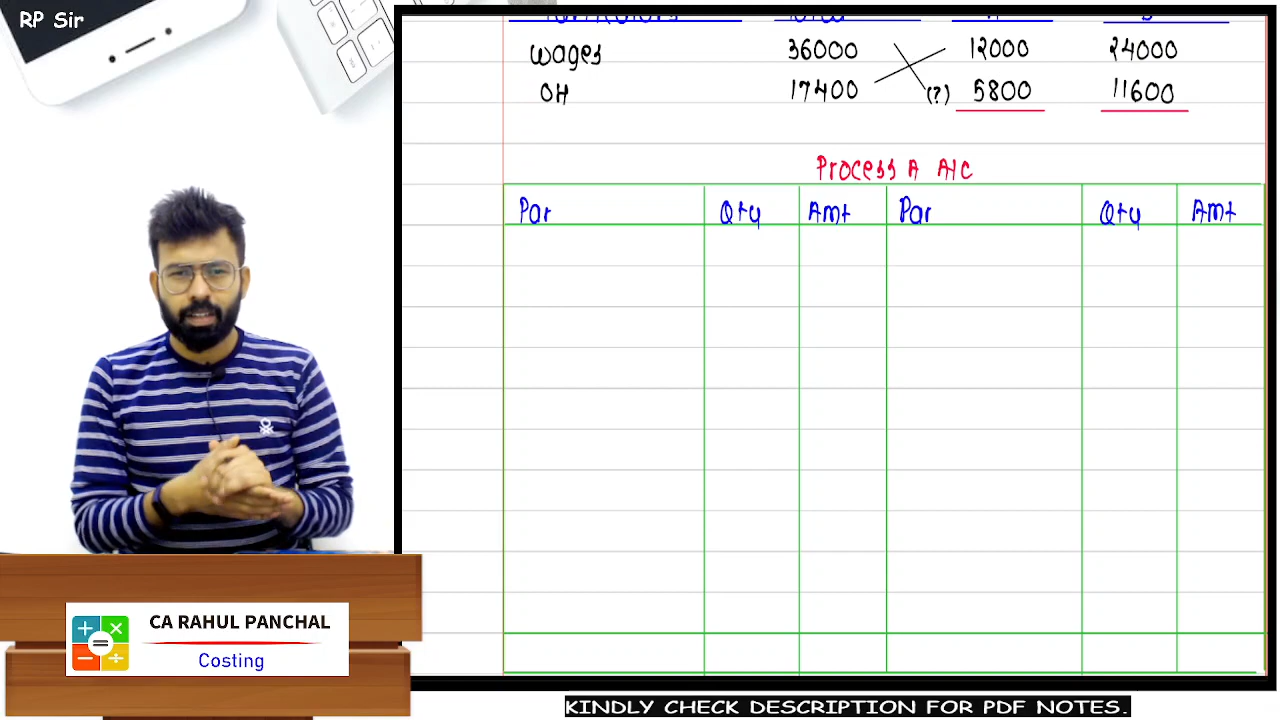 RP Sir
Wages 36000 12000 24000
OH 17400 (?) 5800 11600
Process A A/C
Par Qty Amt Par Qty Amt
CA RAHUL PANCHAL
Costing
KINDLY CHECK DESCRIPTION FOR PDF NOTES.